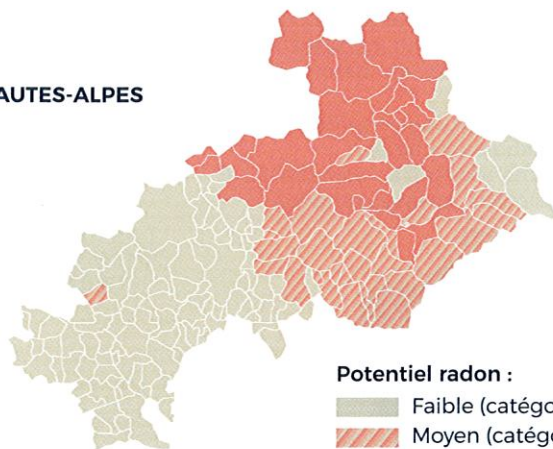 AUTES-ALPES
Potentiel radon :
Faible (catégo
Moyen (catégo